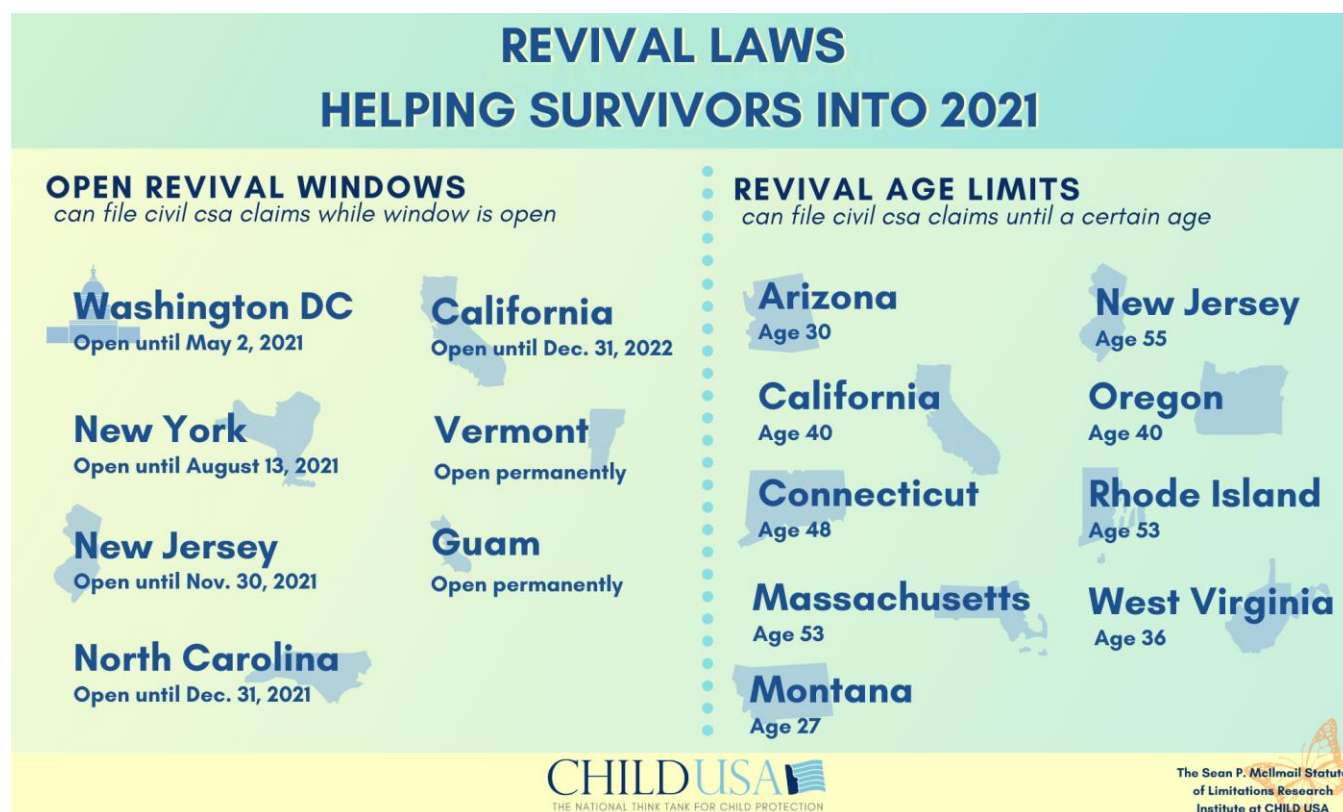 REVIVAL LAWS
HELPING SURVIVORS INTO 2021
OPEN REVIVAL WINDOWS
can file civil csa claims while window is open
Washington DC
Open until May 2, 2021
California
Open until Dec. 31, 2022
New York
Open until August 13, 2021
Vermont
Open permanently
New Jersey
Open until Nov. 30, 2021
Guam
Open permanently
North Carolina
Open until Dec. 31, 2021
REVIVAL AGE LIMITS
can file civil csa claims until a certain age
Arizona
Age 30
New Jersey
Age 55
California
Age 40
Oregon
Age 40
Connecticut
Age 48
Rhode Island
Age 53
Massachusetts
Age 53
West Virginia
Age 36
Montana
Age 27
CHILD USA
THE NATIONAL THINK TANK FOR CHILD PROTECTION
The Sean P. McIlmail Statute
of Limitations Research
Institute at CHILD USA